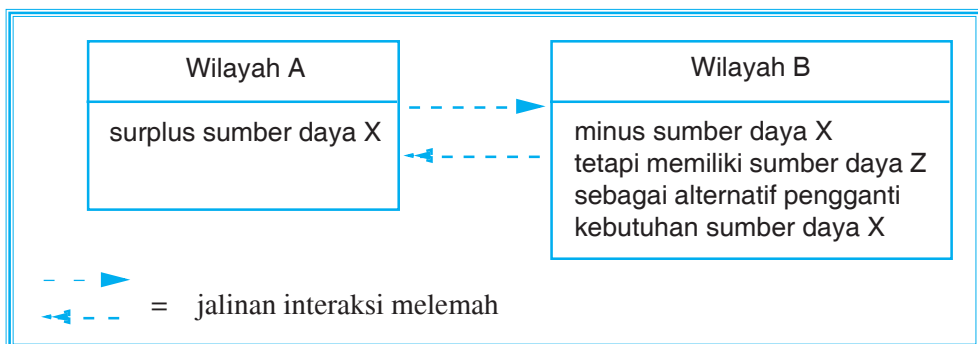 Wilayah A
surplus sumber daya X
Wilayah B
minus sumber daya X
tetapi memiliki sumber daya Z
sebagai alternatif pengganti
kebutuhan sumber daya X
= jalinan interaksi melemah